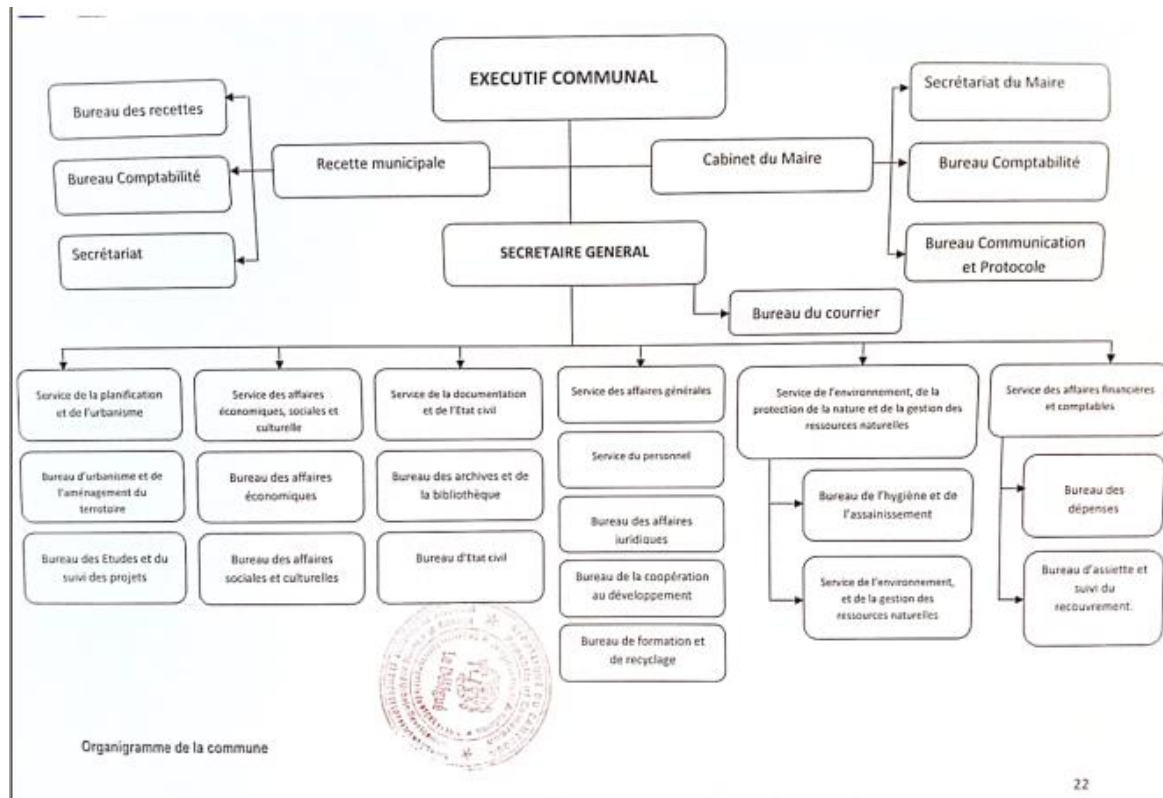 EXECUTIF COMMUNAL
Bureau des recettes
Bureau Comptabilité
Secrétariat
Recette municipale
Cabinet du Maire
Secrétariat du Maire
Bureau Comptabilité
Bureau Communication
et Protocole
SECRETAIRE GENERAL
Bureau du courrier
Service de la planification
et de l'urbanisme
Bureau d'urbanisme et de
l'aménagement du
terrotoire
Bureau des Etudes et du
suivi des projets
Service des affaires
économiques, sociales et
culturelle
Bureau des affaires
économiques
Bureau des affaires
sociales et culturelles
Service de la documentation
et de l'Etat civil
Bureau des archives et de
la bibliothèque
Bureau d'Etat civil
Service des affaires générales
Service du personnel
Bureau des affaires
iuridiques
Bureau de la coopération
au développement
Bureau de formation et
de recyclage
Service de l'environnement, de la
protection de la nature et de la gestion des
ressources naturelles
Bureau de l'hygiène et de
l'assainissement
Service de l'environnement,
et de la gestion des
ressources naturelles
Service des affaires financières
et comptables
Bureau des
dépenses
Bureau d'assiette et
suivi du
recouvrement.
Organigramme de la commune
22